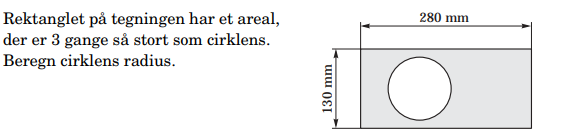 Rektanglet på tegningen har et areal,
der er 3 gange så stort som cirklens.
Beregn cirklens radius.
280 mm
130 mm